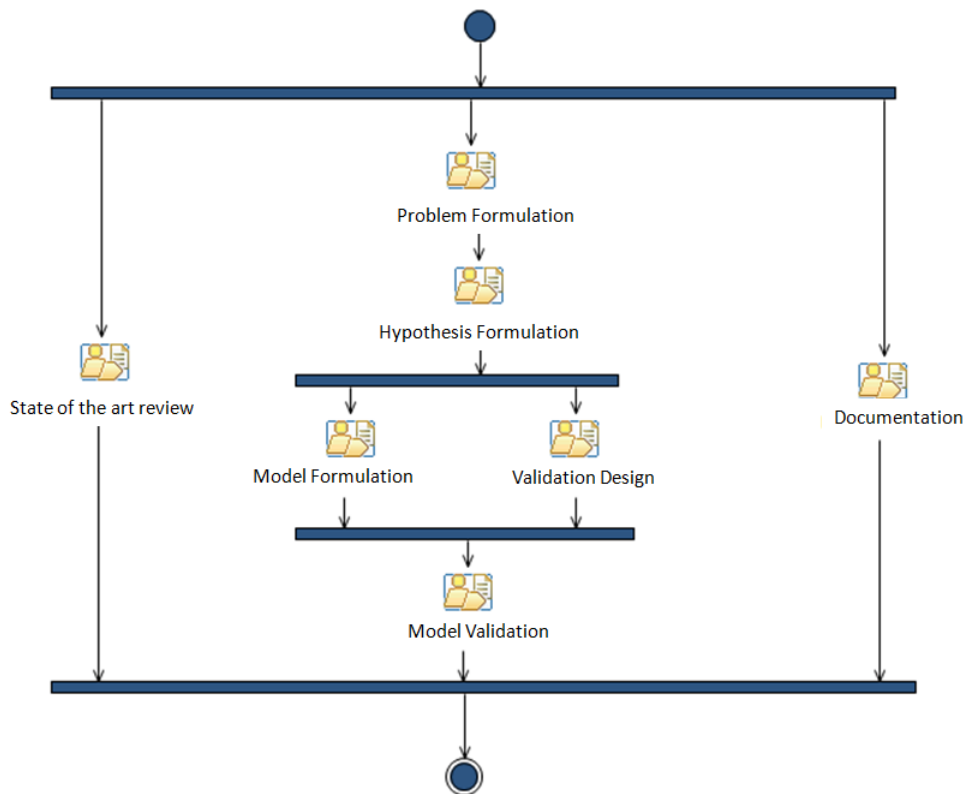 Problem Formulation
Hypothesis Formulation
State of the art review
Documentation
Model Formulation
Validation Design
Model Validation